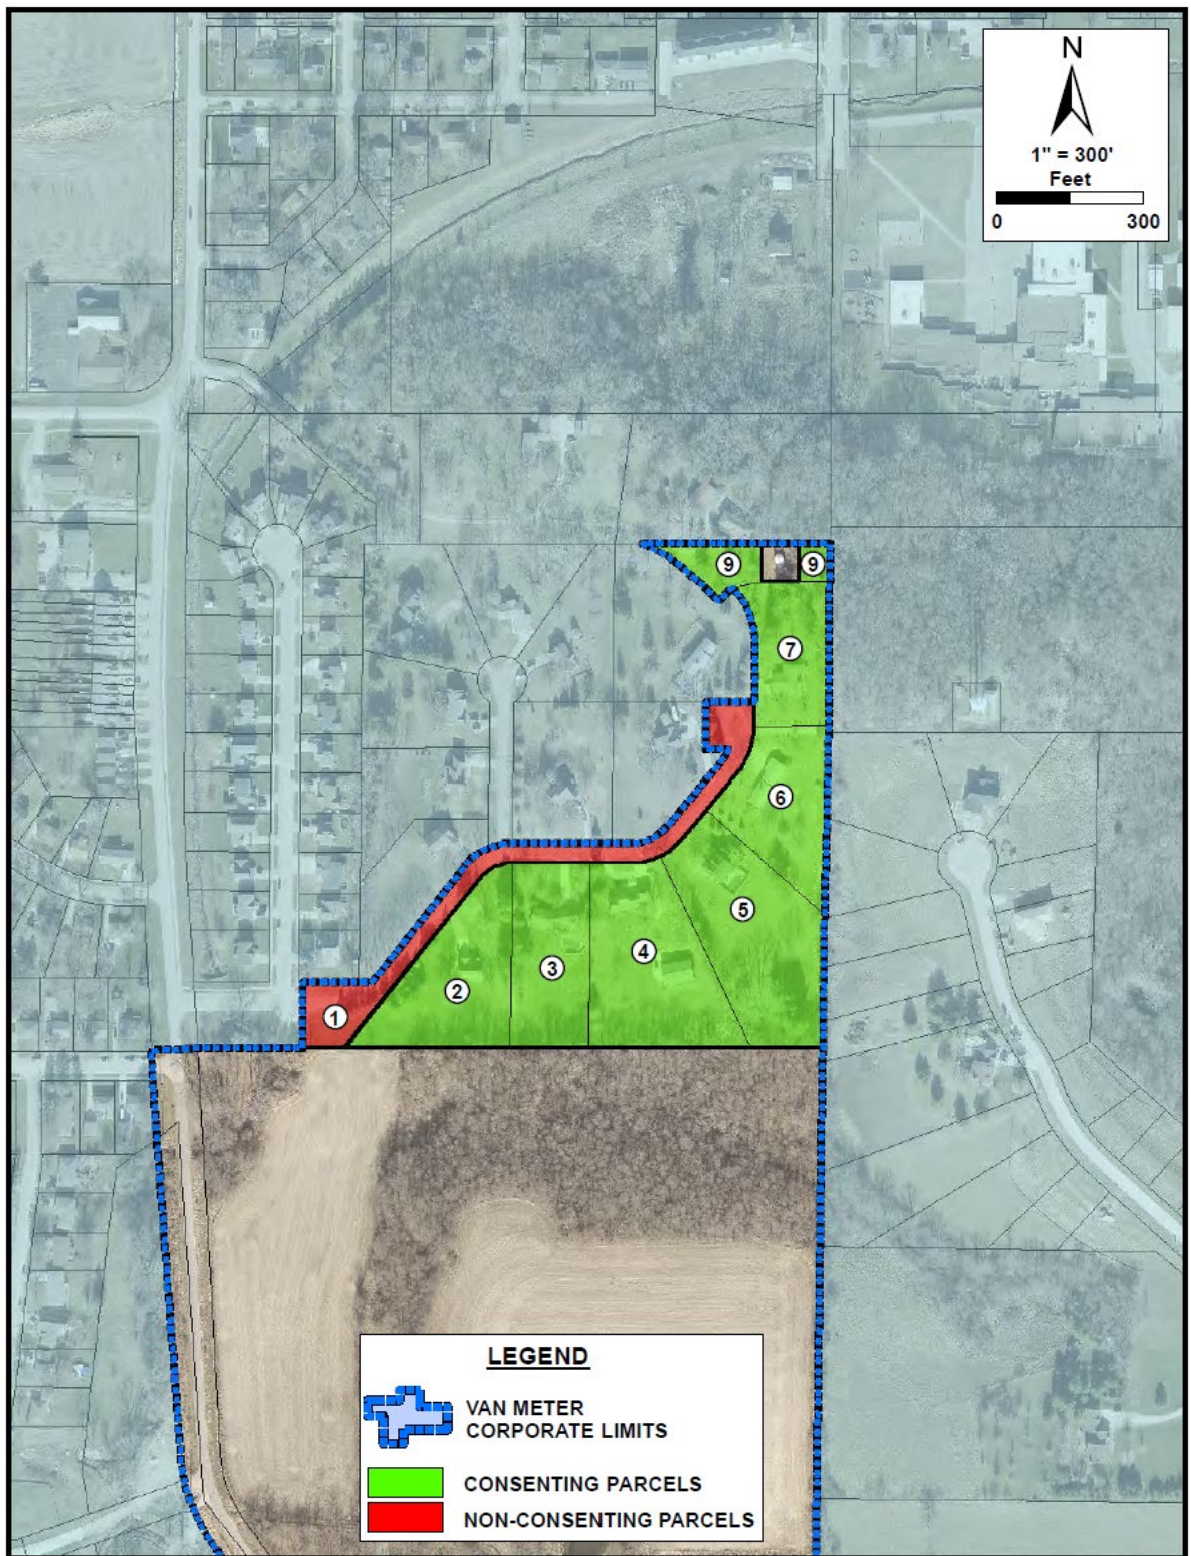 N
1" = 300'
Feet
0 300
9 9
7
6
5
4
3
2
1
LEGEND
VAN METER
CORPORATE LIMITS
CONSENTING PARCELS
NON-CONSENTING PARCELS